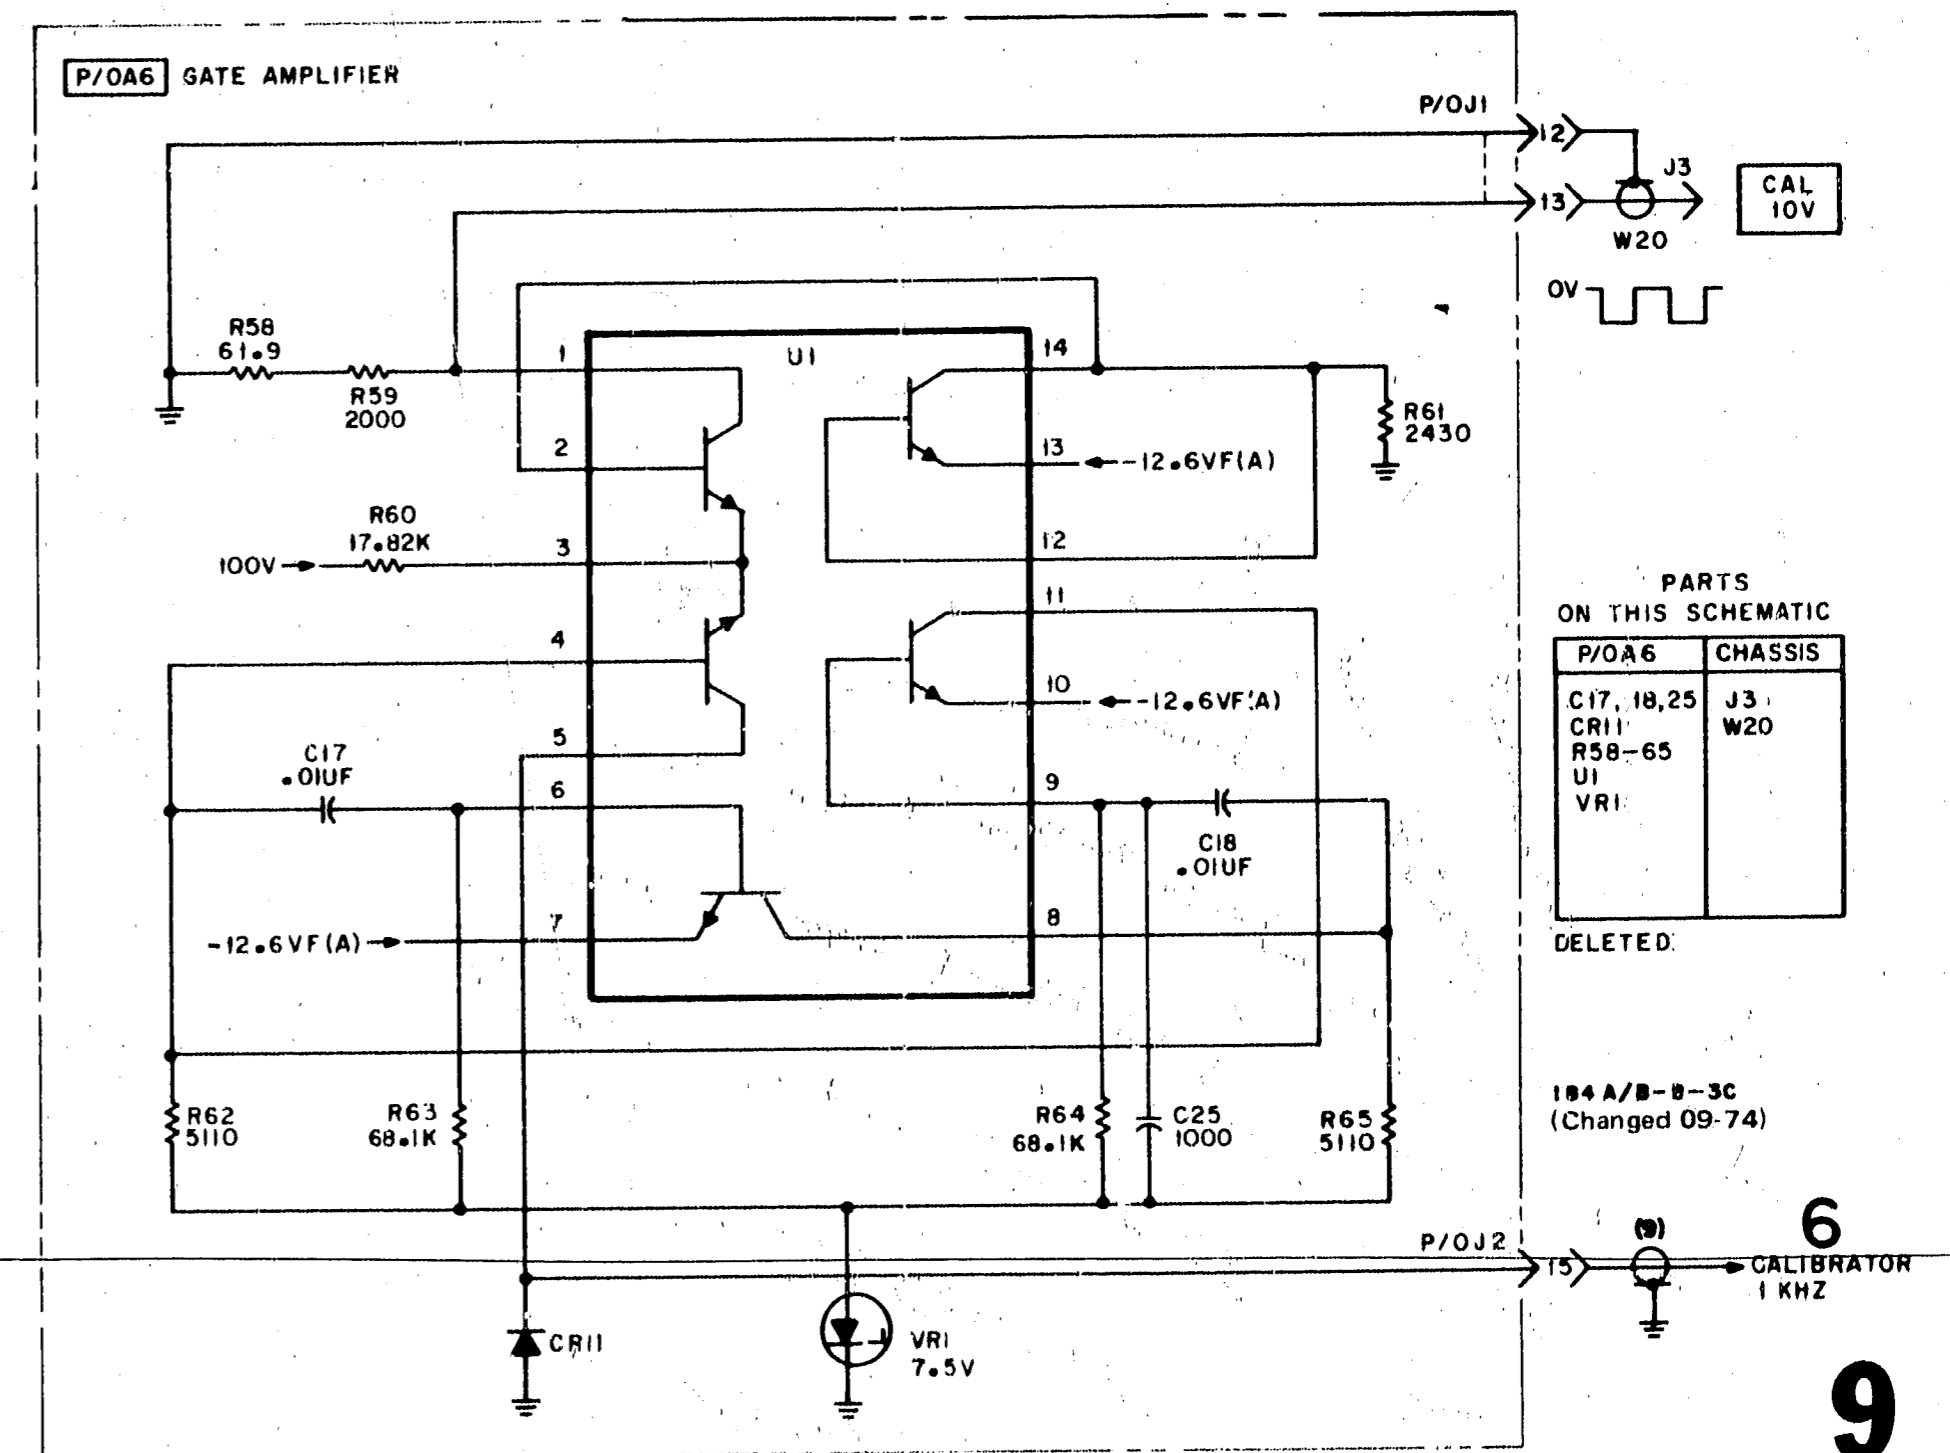 P/OA6 GATE AMPLIFIER
P/OJ1
12
J3
13
CAL
10V
W20
0V
R58
61.9
R59
2000
1
U1
14
R61
2430
2
13
-12.6VF(A)
R60
17.82K
100V
3
12
11
4
10
-12.6VF(A)
5
C17
.01UF
6
9
C18
.01UF
-12.6VF(A)
7
8
PARTS
ON THIS SCHEMATIC
P/OA6 CHASSIS
C17, 18,25 J3
CR11 W20
R58-65
U1
VR1
DELETED
R62
5110
R63
68.1K
R64
68.1K
C25
1000
R65
5110
184A/B-B-3C
(Changed 09-74)
P/OJ2
15
(9)
6
CALIBRATOR
1 KHZ
CR11
VR1
7.5V
9